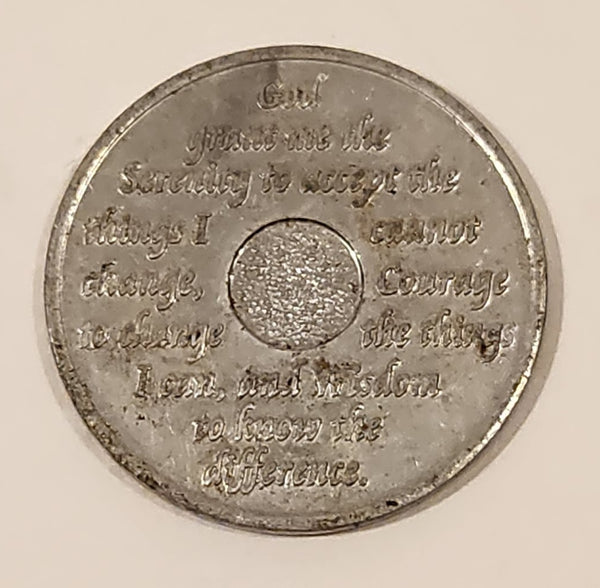 God
grant me the
Serenity to accept the
things I cannot
change, Courage
to change the things
I can, and Wisdom
to know the
difference.